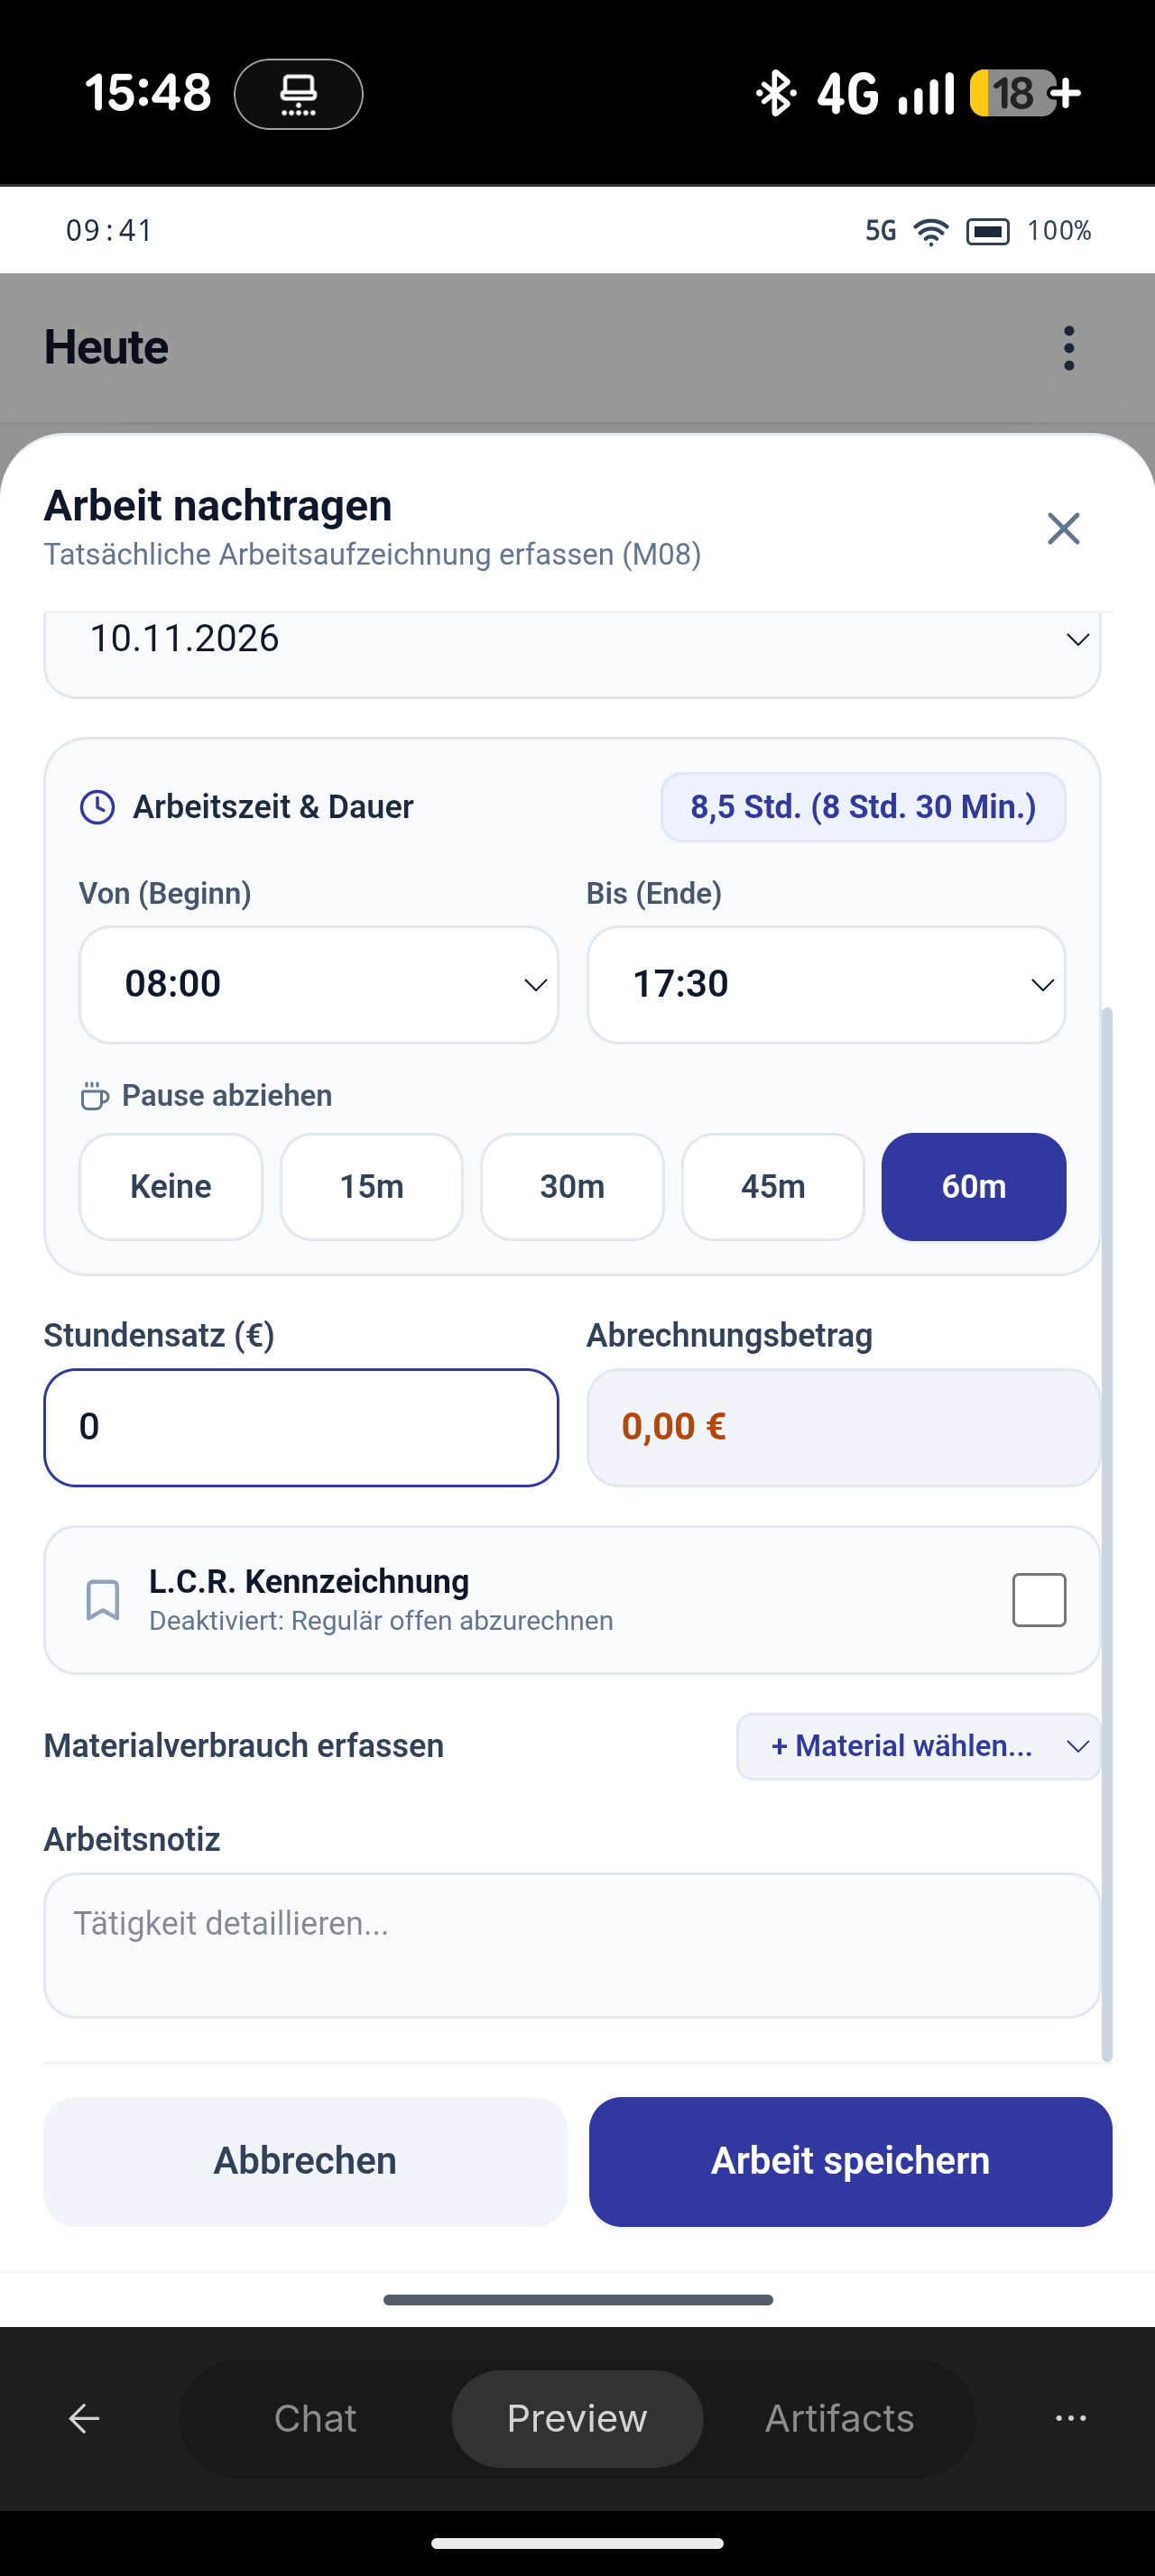 15:48
4G
18
09:41
5G
100%
Heute
Arbeit nachtragen
Tatsächliche Arbeitsaufzeichnung erfassen (M08)
10.11.2026
Arbeitszeit & Dauer
8,5 Std. (8 Std. 30 Min.)
Von (Beginn)
Bis (Ende)
08:00
17:30
Pause abziehen
Keine
15m
30m
45m
60m
Stundensatz (€)
Abrechnungsbetrag
0
0,00 €
L.C.R. Kennzeichnung
Deaktiviert: Regulär offen abzurechnen
Materialverbrauch erfassen
+ Material wählen...
Arbeitsnotiz
Tätigkeit detaillieren...
Abbrechen
Arbeit speichern
Chat
Preview
Artifacts